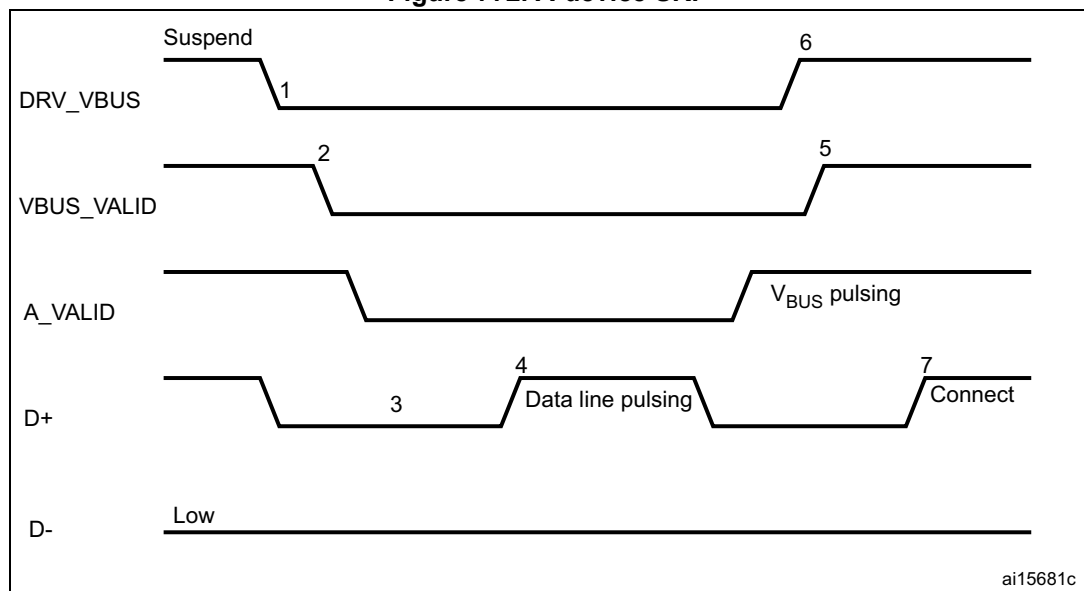 Suspend
6
DRV_VBUS
1
2
5
VBUS_VALID
A_VALID
VBUS pulsing
4
7
D+
3
Data line pulsing
Connect
D-
Low
ai15681c